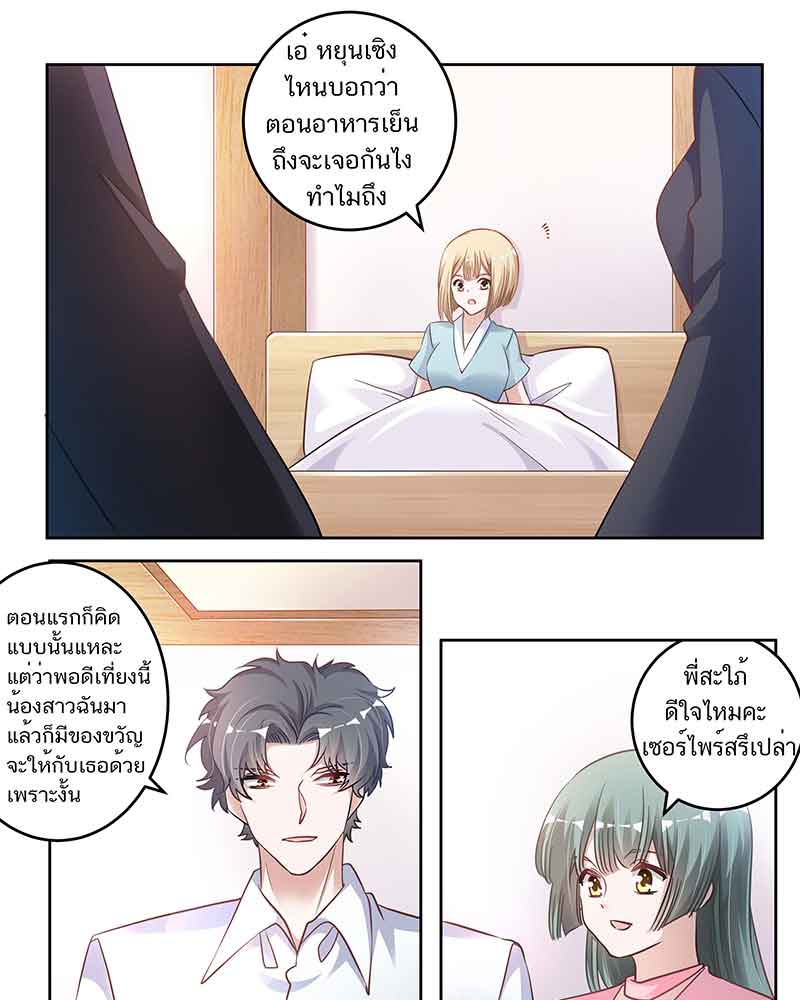 เอ๋ หยุนเชิง
ไหนบอกว่า
ตอนอาหารเย็น
ถึงจะเจอกันไง
ทำไมถึง
ตอนแรกก็คิด
แบบนั้นแหละ
แต่ว่าพอดีเที่ยงนี้
น้องสาวฉันมา
แล้วก็มีของขวัญ
จะให้กับเธอด้วย
เพราะงั้น
พี่สะใภ้
ดีใจไหมคะ
เซอร์ไพร์สรึเปล่า